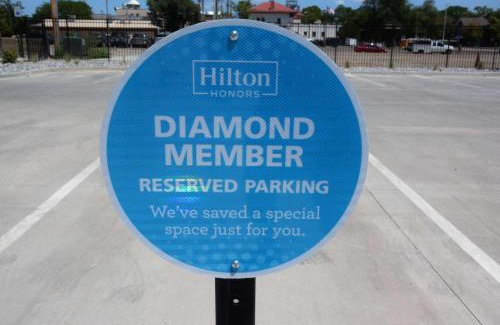 Hilton
HONORS
DIAMOND
MEMBER
RESERVED PARKING
We've saved a special
space just for you.